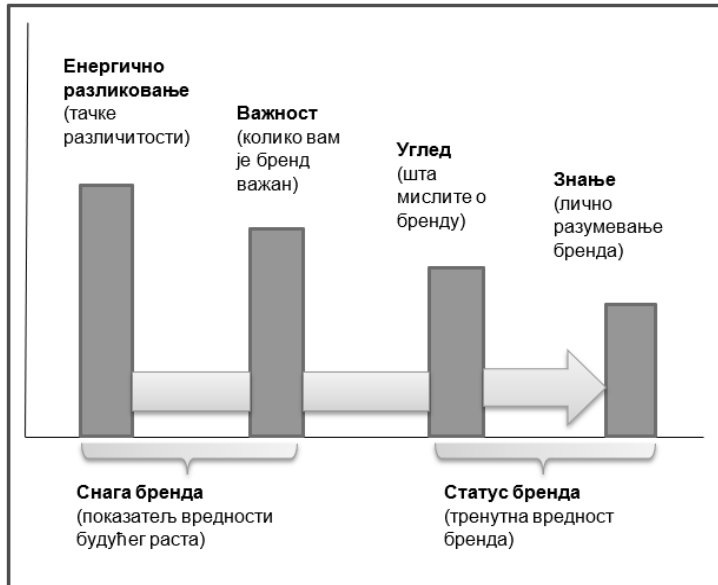 Енергично
разликовање
(тачке
различитости)
Важност
(колико вам
је бренд
важан)
Углед
(шта
мислите о
бренду)
Знање
(лично
разумевање
бренда)
Снага бренда
(показатељ вредности
будућег раста)
Статус бренда
(тренутна вредност
бренда)